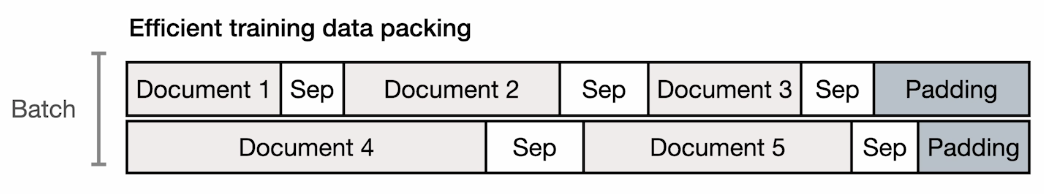 Efficient training data packing
Batch
Document 1 Sep Document 2 Sep Document 3 Sep Padding
Document 4 Sep Document 5 Sep Padding